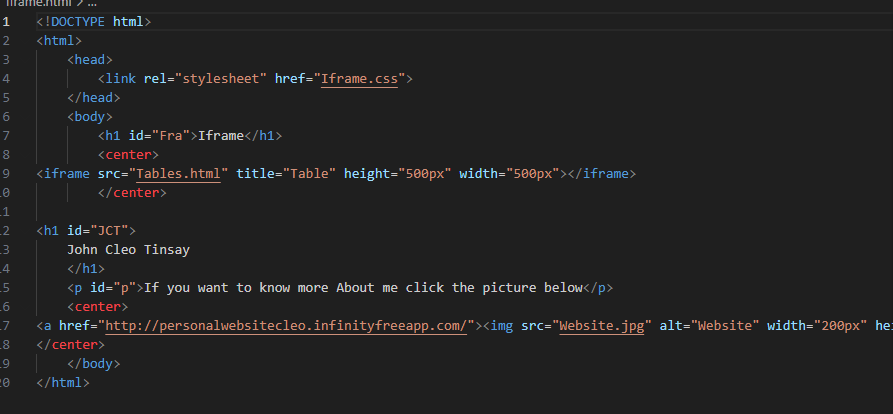 Iframe.html > ...
1 <!DOCTYPE html>
2 <html>
3 <head>
4 <link rel="stylesheet" href="Iframe.css">
5 </head>
6 <body>
7 <h1 id="Fra">Iframe</h1>
8 <center>
9 <iframe src="Tables.html" title="Table" height="500px" width="500px"></iframe>
10 </center>
11
12 <h1 id="JCT">
13 John Cleo Tinsay
14 </h1>
15 <p id="p">If you want to know more About me click the picture below</p>
16 <center>
17 <a href="http://personalwebsitecleo.infinityfreeapp.com/"><img src="Website.jpg" alt="Website" width="200px" hei
18 </center>
19 </body>
20 </html>